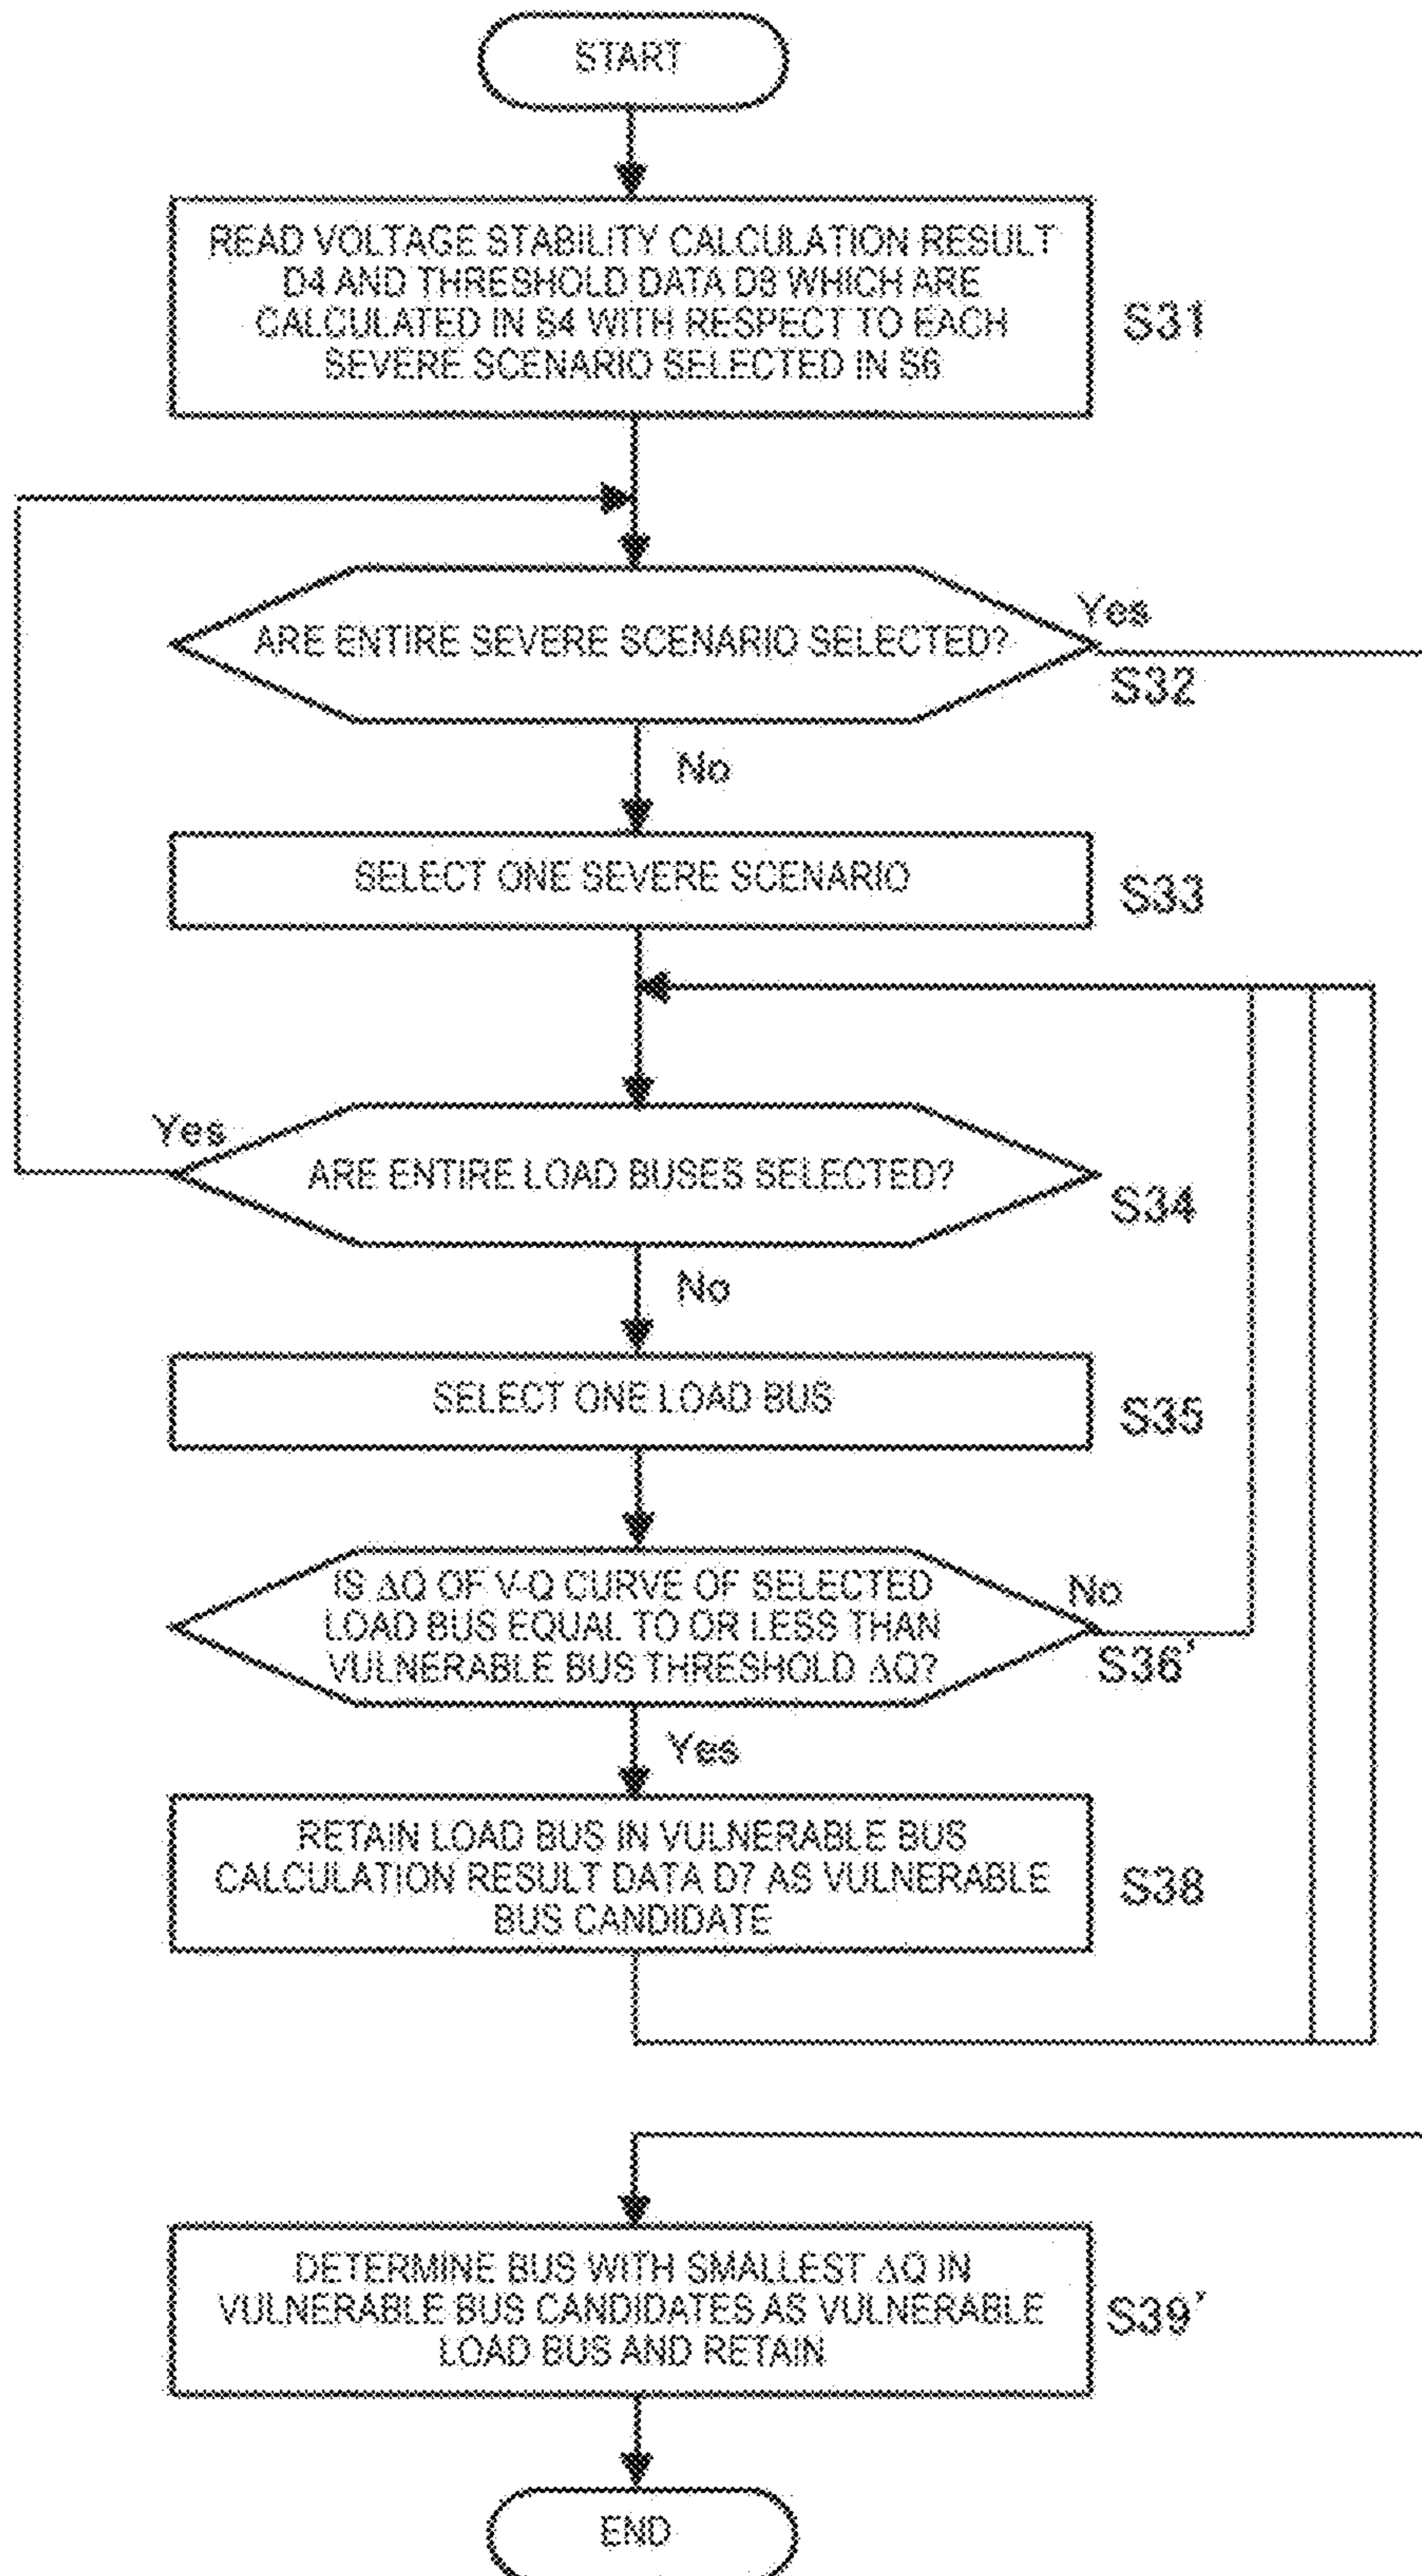 START
READ VOLTAGE STABILITY CALCULATION RESULT
D4 AND THRESHOLD DATA D8 WHICH ARE
CALCULATED IN S4 WITH RESPECT TO EACH
SEVERE SCENARIO SELECTED IN S6
S31
ARE ENTIRE SEVERE SCENARIO SELECTED?
Yes
S32
No
SELECT ONE SEVERE SCENARIO
S33
Yes
ARE ENTIRE LOAD BUSES SELECTED?
S34
No
SELECT ONE LOAD BUS
S35
IS ΔQ OF V-Q CURVE OF SELECTED
LOAD BUS EQUAL TO OR LESS THAN
VULNERABLE BUS THRESHOLD ΔQ?
No
S36'
Yes
RETAIN LOAD BUS IN VULNERABLE BUS
CALCULATION RESULT DATA D7 AS VULNERABLE
BUS CANDIDATE
S38
DETERMINE BUS WITH SMALLEST ΔQ IN
VULNERABLE BUS CANDIDATES AS VULNERABLE
LOAD BUS AND RETAIN
S39'
END